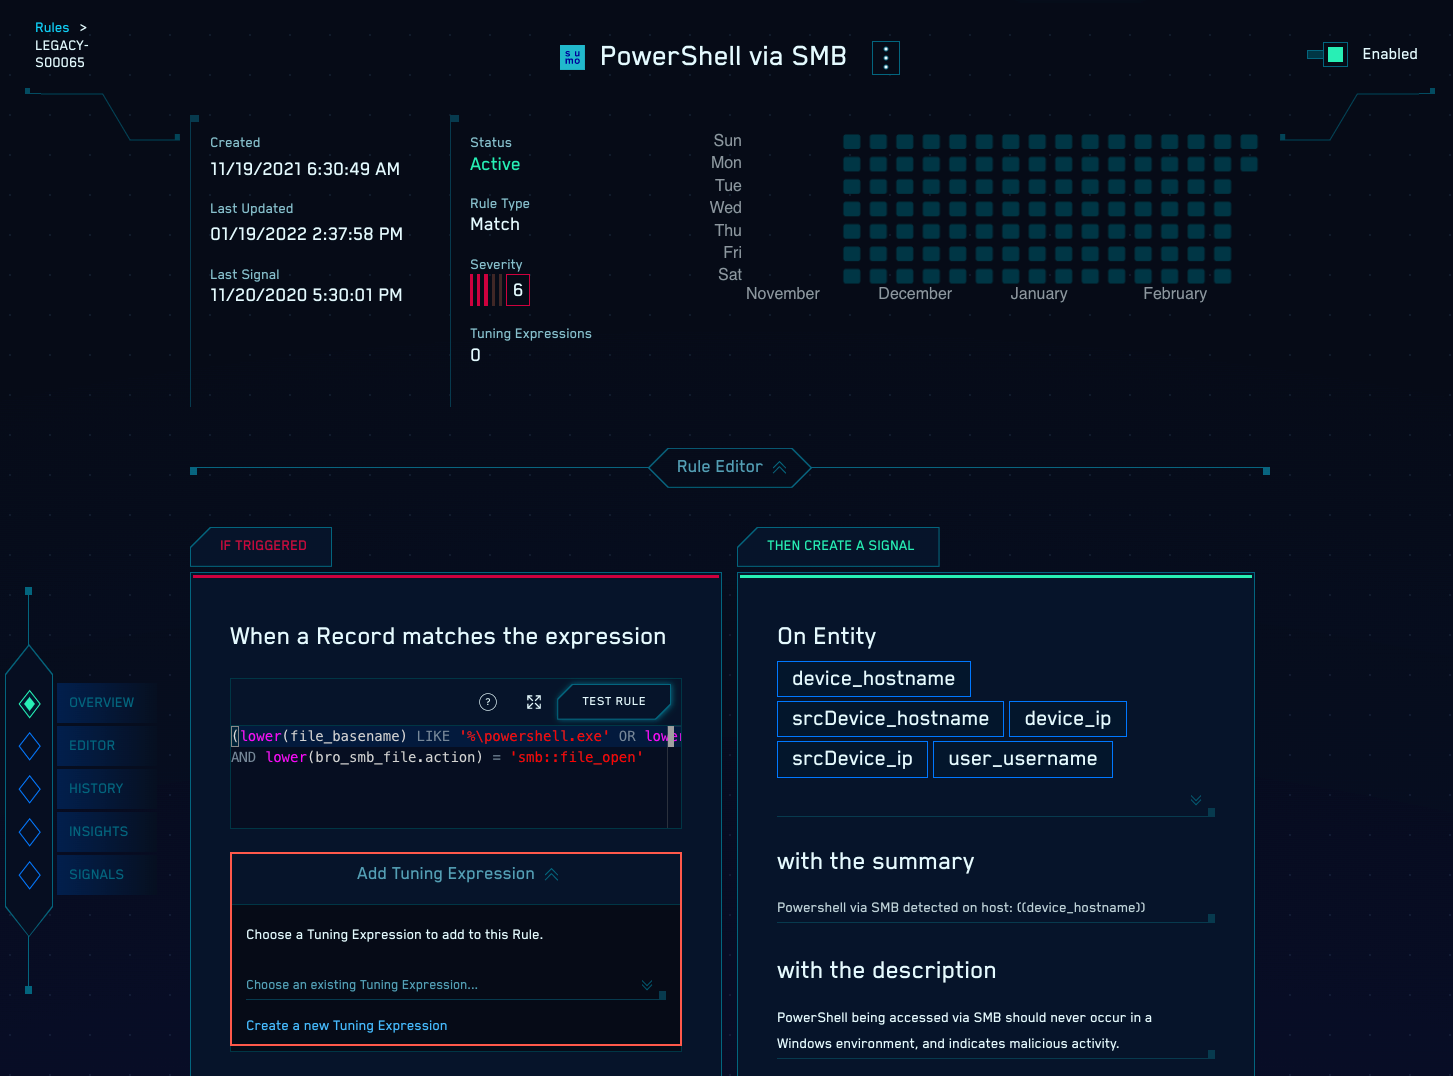 Rules >
LEGACY-
S00065
su
mo
PowerShell via SMB
Enabled
Created
11/19/2021 6:30:49 AM
Last Updated
01/19/2022 2:37:58 PM
Last Signal
11/20/2020 5:30:01 PM
Status
Active
Rule Type
Match
Severity
6
Tuning Expressions
0
Sun
Mon
Tue
Wed
Thu
Fri
Sat
November December January February
Rule Editor
IF TRIGGERED
When a Record matches the expression
?
TEST RULE
(lower(file_basename) LIKE '%\powershell.exe' OR lower
AND lower(bro_smb_file.action) = 'smb::file_open'
Add Tuning Expression
Choose a Tuning Expression to add to this Rule.
Choose an existing Tuning Expression...
Create a new Tuning Expression
THEN CREATE A SIGNAL
On Entity
device_hostname
srcDevice_hostname device_ip
srcDevice_ip user_username
with the summary
Powershell via SMB detected on host: {{device_hostname}}
with the description
PowerShell being accessed via SMB should never occur in a
Windows environment, and indicates malicious activity.
OVERVIEW
EDITOR
HISTORY
INSIGHTS
SIGNALS